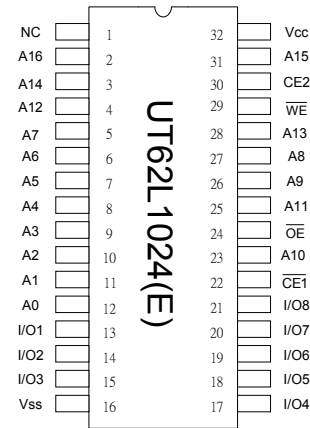 NC 1 32 Vcc
A16 2 31 A15
A14 3 30 CE2
A12 4 29 W̅E̅
A7 5 28 A13
A6 6 27 A8
A5 7 26 A9
A4 8 25 A11
A3 9 24 O̅E̅
A2 10 23 A10
A1 11 22 C̅E̅1̅
A0 12 21 I/O8
I/O1 13 20 I/O7
I/O2 14 19 I/O6
I/O3 15 18 I/O5
Vss 16 17 I/O4
UT62L1024(E)